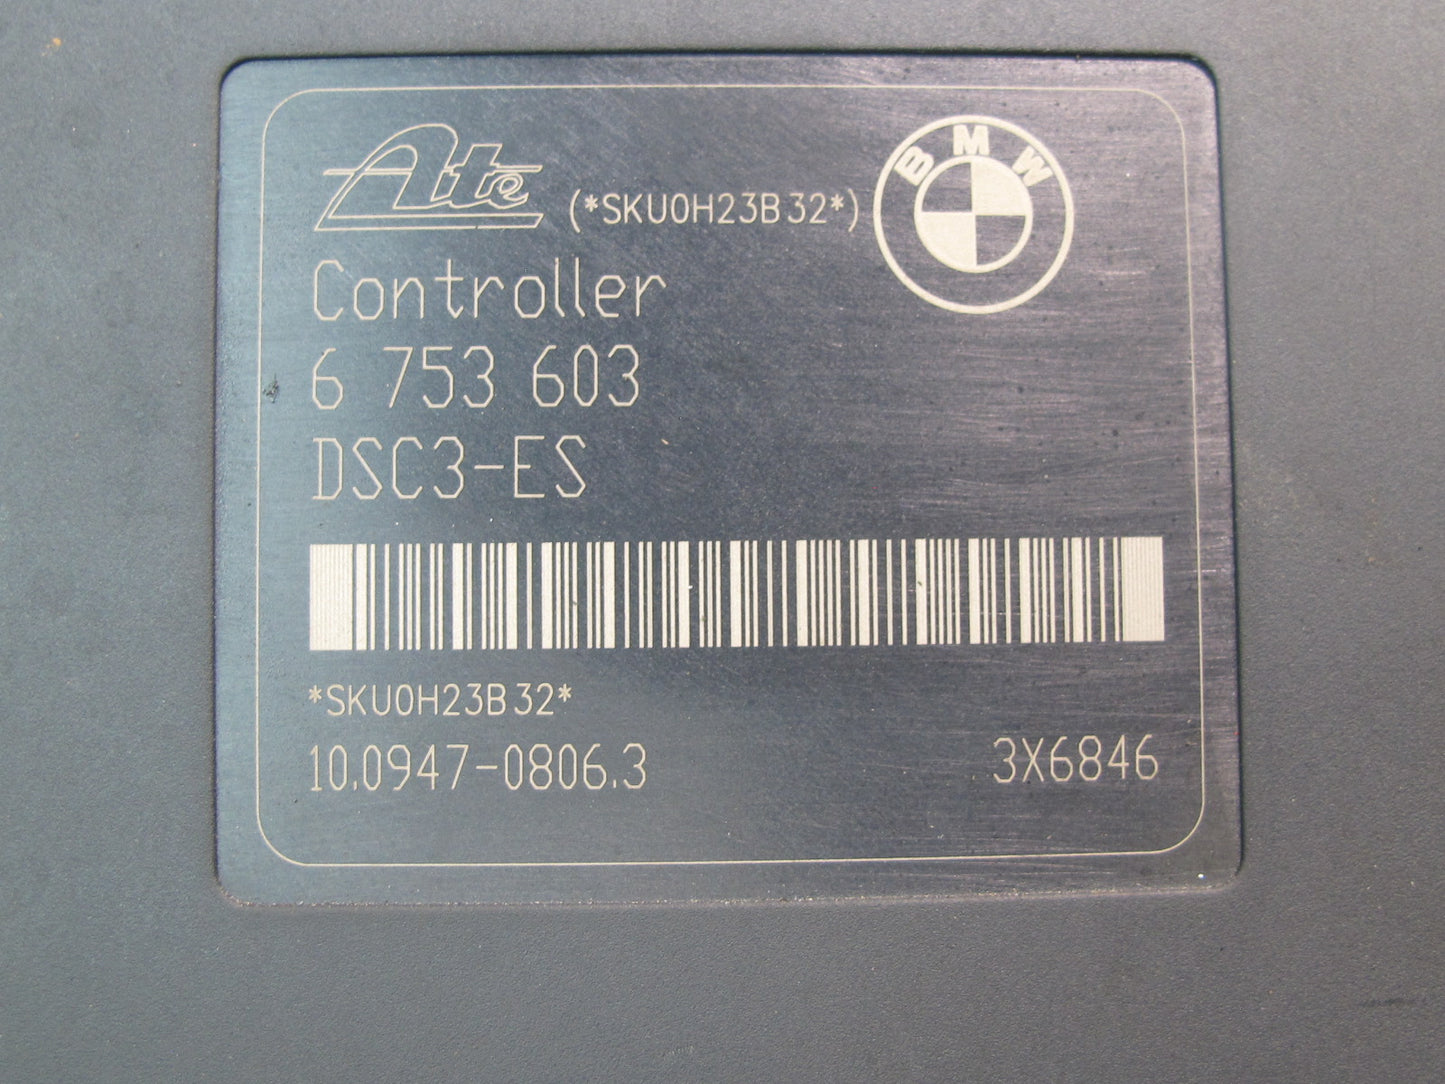 Ate (*SKU0H23B32*) BMW
Controller
6 753 603
DSC3-ES
*SKU0H23B32*
10.0947-0806.3 3X6846